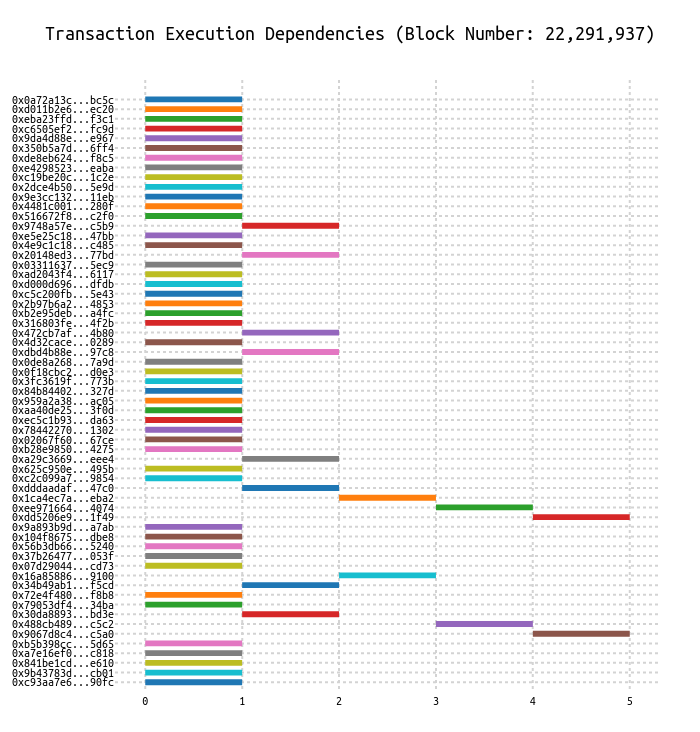 Transaction Execution Dependencies (Block Number: 22,291,937)
0x0a72a13c...bc5c
0xd011b2e6...ec20
0xeba23ffd...f3c1
0xc6505ef2...fc9d
0x9da4d88e...e967
0x350b5a7d...6ff4
0xde8eb624...f8c5
0xe4298523...eaba
0xc19be20c...1c2e
0x2dce4b50...5e9d
0x9e3cc132...11eb
0x4481c001...280f
0x516672f8...c2f0
0x9748a57e...c5b9
0xe5e25c18...47bb
0x4e9c1c18...c485
0x20148ed3...77bd
0x03311637...5ec9
0xad2043f4...6117
0xd000d696...dfdb
0xc5c200fb...5e43
0x2b97b6a2...4853
0xb2e95deb...a4fc
0x316803fe...4f2b
0x472cb7af...4b80
0x4d32cace...0289
0xdbd4b88e...97c8
0x0de8a268...7a9d
0x0f18cbc2...d0e3
0x3fc3619f...773b
0x84b84402...327d
0x959a2a38...ac05
0xaa40de25...3f0d
0xec5c1b93...da63
0x78442270...1302
0x02067f60...67ce
0xb28e9850...4275
0xa29c3669...eee4
0x625c950e...495b
0xc2c099a7...9854
0xdddaadaf...47c0
0x1ca4ec7a...eba2
0xee971664...4074
0xdd5206e9...1f49
0x9a893b9d...a7ab
0x104f8675...dbe8
0x56b3db66...5240
0x37b26477...053f
0x07d29044...cd73
0x16a85886...9100
0x34b49ab1...f5cd
0x72e4f480...f8b8
0x79053df4...34ba
0x30da8893...bd3e
0x488cb489...c5c2
0x9067d8c4...c5a0
0xb5b398cc...5d65
0xa7e16ef0...c818
0x841be1cd...e610
0x9b43783d...cb01
0xc93aa7e6...90fc
0 1 2 3 4 5